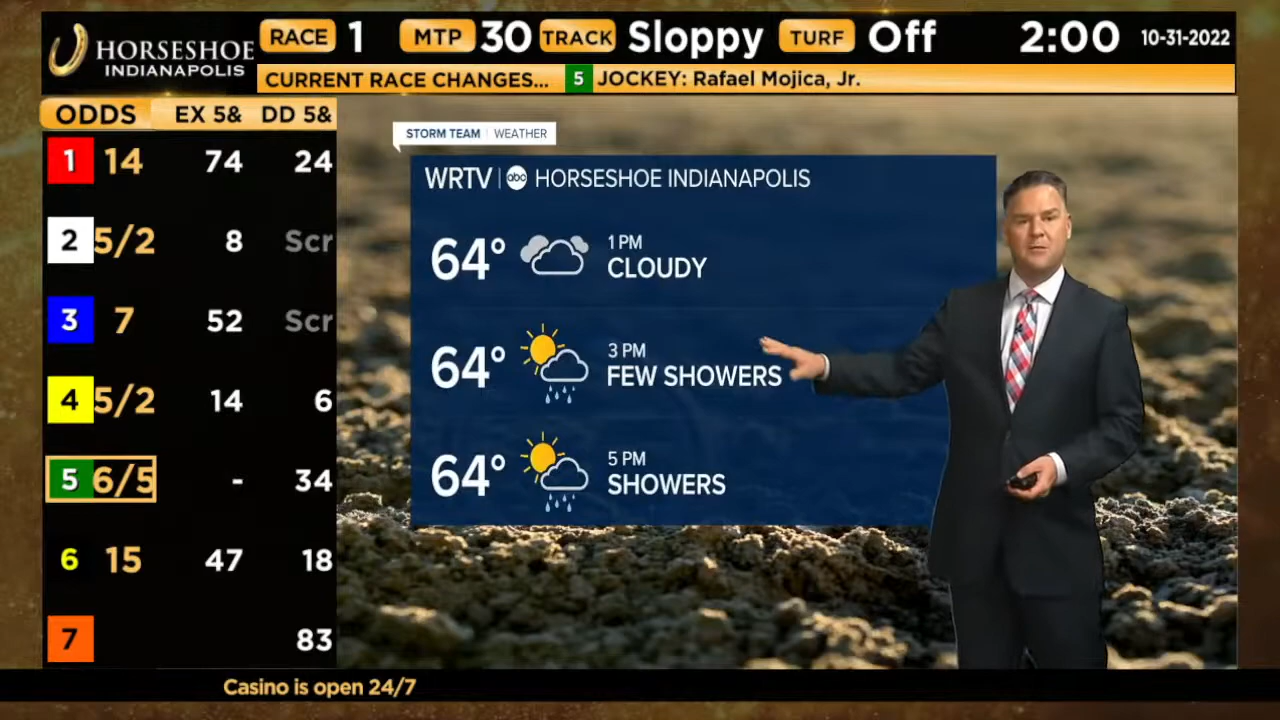 HORSESHOE
INDIANAPOLIS
RACE 1 MTP 30 TRACK Sloppy TURF Off 2:00 10-31-2022
CURRENT RACE CHANGES... 5 JOCKEY: Rafael Mojica, Jr.
ODDS EX 5& DD 5&
1 14 74 24
2 5/2 8 Scr
3 7 52 Scr
4 5/2 14 6
5 6/5 - 34
6 15 47 18
7 83
STORM TEAM | WEATHER
WRTV | abc HORSESHOE INDIANAPOLIS
64° 1 PM
CLOUDY
64° 3 PM
FEW SHOWERS
64° 5 PM
SHOWERS
Casino is open 24/7